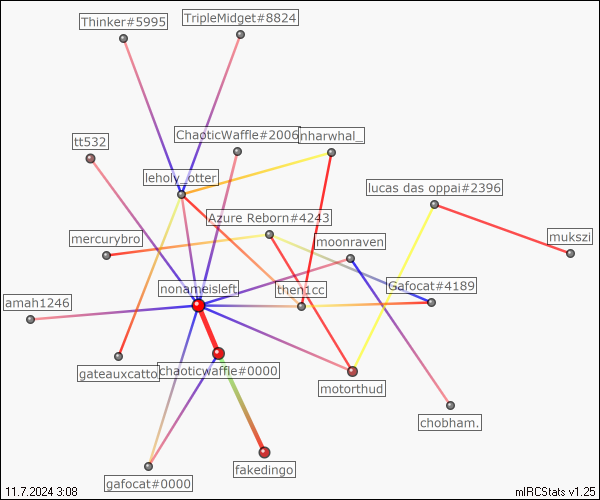 Thinker#5995
TripleMidget#8824
tt532
ChaoticWaffle#2006
nharwhal_
leholy_otter
lucas das oppai#2396
Azure Reborn#4243
mercurybro
moonraven
mukszi
nonameisleft
then1cc
Gafocat#4189
amah1246
gateauxcatto
chaoticwaffle#0000
motorthud
chobham.
fakedingo
gafocat#0000
11.7.2024 3:08
mIRCStats v1.25